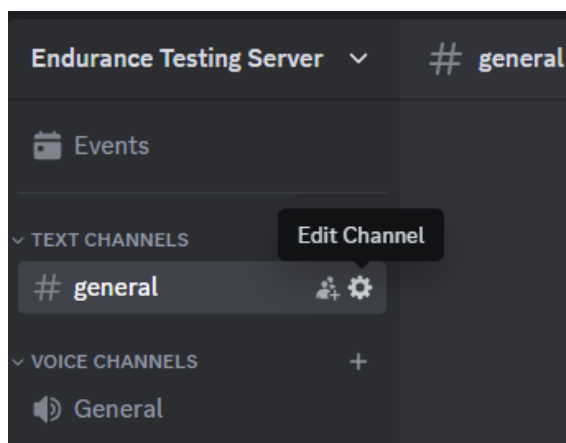 Endurance Testing Server
# general
Events
Edit Channel
TEXT CHANNELS
# general
VOICE CHANNELS
General